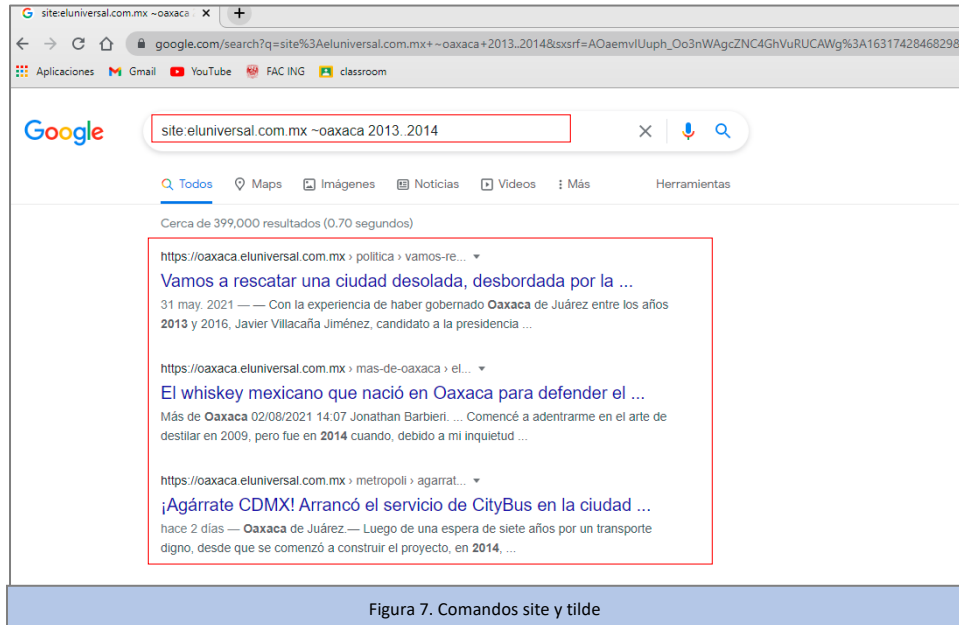 site:eluniversal.com.mx ~oaxaca
google.com/search?q=site%3Aeluniversal.com.mx+~oaxaca+2013..2014&sxsrf=AOaemvIUuph_Oo3nWAgcZNC4GhVuRUCAWg%3A16317428468298
Aplicaciones Gmail YouTube FAC ING classroom
Google site:eluniversal.com.mx ~oaxaca 2013..2014
Todos Maps Imágenes Noticias Videos Más Herramientas
Cerca de 399,000 resultados (0.70 segundos)
https://oaxaca.eluniversal.com.mx › politica › vamos-re...
Vamos a rescatar una ciudad desolada, desbordada por la ...
31 may. 2021 — — Con la experiencia de haber gobernado Oaxaca de Juárez entre los años
2013 y 2016, Javier Villacaña Jiménez, candidato a la presidencia ...
https://oaxaca.eluniversal.com.mx › mas-de-oaxaca › el...
El whiskey mexicano que nació en Oaxaca para defender el ...
Más de Oaxaca 02/08/2021 14:07 Jonathan Barbieri. ... Comencé a adentrarme en el arte de
destilar en 2009, pero fue en 2014 cuando, debido a mi inquietud ...
https://oaxaca.eluniversal.com.mx › metropoli › agarrat...
¡Agárrate CDMX! Arrancó el servicio de CityBus en la ciudad ...
hace 2 días — Oaxaca de Juárez.— Luego de una espera de siete años por un transporte
digno, desde que se comenzó a construir el proyecto, en 2014, ...
Figura 7. Comandos site y tilde